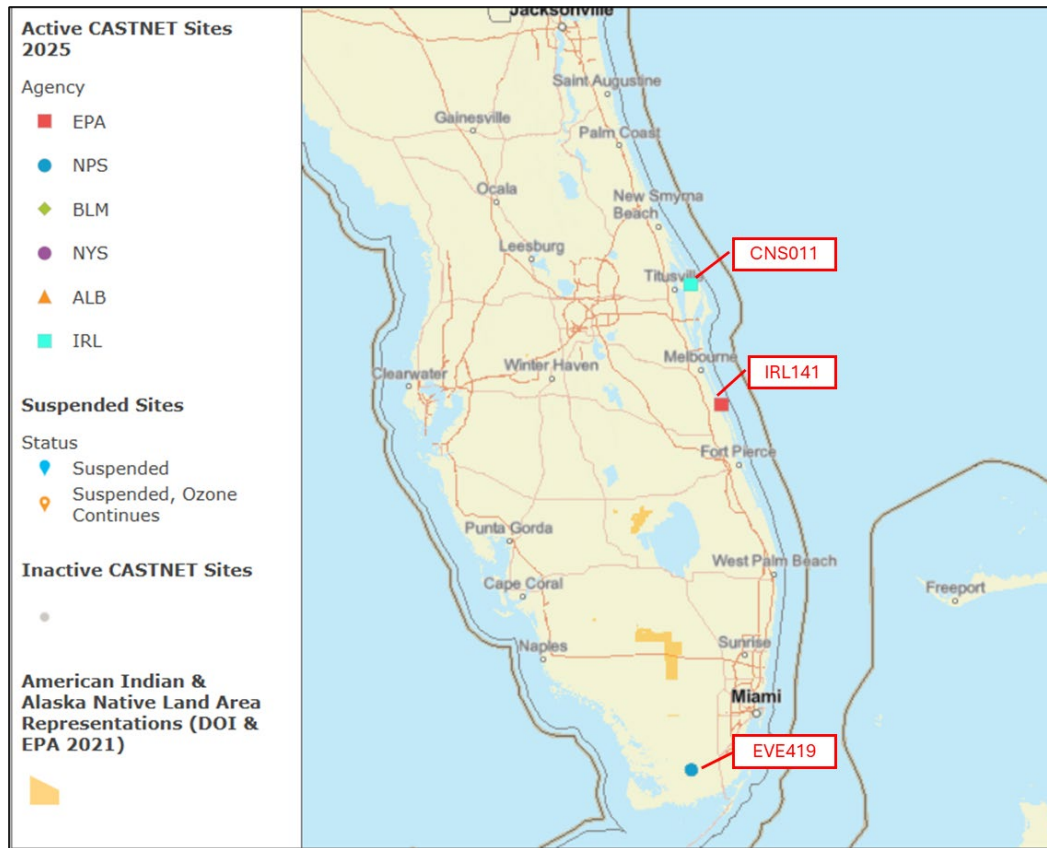 Active CASTNET Sites
2025
Agency
EPA
NPS
BLM
NYS
ALB
IRL
Suspended Sites
Status
Suspended
Suspended, Ozone
Continues
Inactive CASTNET Sites
American Indian &
Alaska Native Land Area
Representations (DOI &
EPA 2021)
Jacksonville
Saint Augustine
Gainesville
Palm Coast
Ocala
New Smyrna
Beach
Leesburg
CNS011
Titusville
Melbourne
IRL141
Winter Haven
Clearwater
Fort Pierce
Punta Gorda
West Palm Beach
Cape Coral
Freeport
Naples
Sunrise
Miami
EVE419